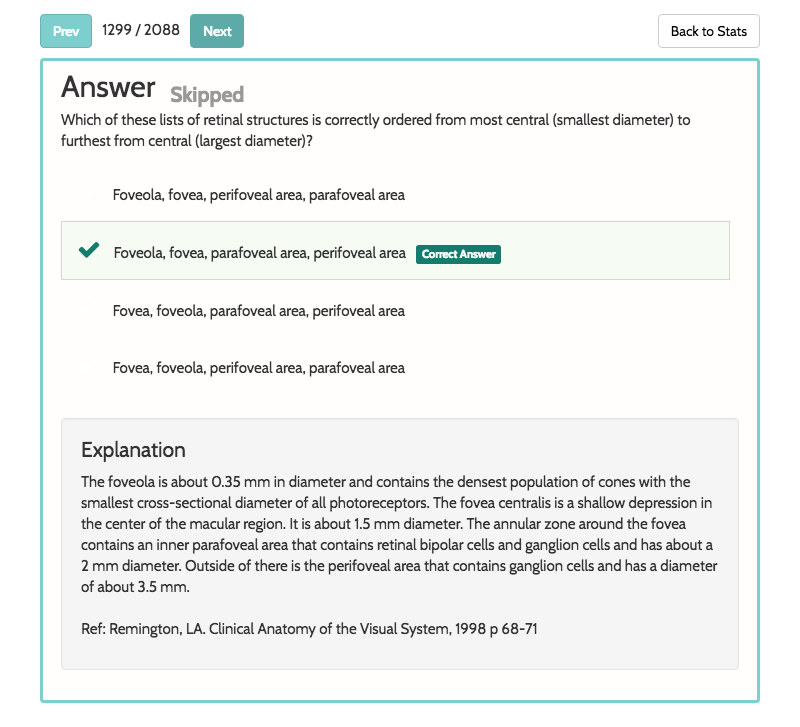 Prev 1299 / 2088 Next Back to Stats
Answer Skipped
Which of these lists of retinal structures is correctly ordered from most central (smallest diameter) to
furthest from central (largest diameter)?
Foveola, fovea, perifoveal area, parafoveal area
Foveola, fovea, parafoveal area, perifoveal area Correct Answer
Fovea, foveola, parafoveal area, perifoveal area
Fovea, foveola, perifoveal area, parafoveal area
Explanation
The foveola is about 0.35 mm in diameter and contains the densest population of cones with the
smallest cross-sectional diameter of all photoreceptors. The fovea centralis is a shallow depression in
the center of the macular region. It is about 1.5 mm diameter. The annular zone around the fovea
contains an inner parafoveal area that contains retinal bipolar cells and ganglion cells and has about a
2 mm diameter. Outside of there is the perifoveal area that contains ganglion cells and has a diameter
of about 3.5 mm.
Ref: Remington, LA. Clinical Anatomy of the Visual System, 1998 p 68-71